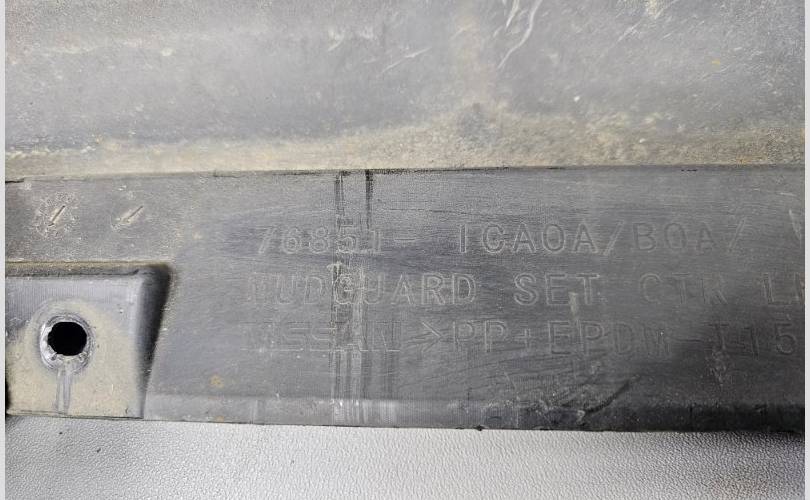 76851- 1CA0A/B0A/
MUDGUARD SET CTR L
NISSAN >PP+EPDM-T15